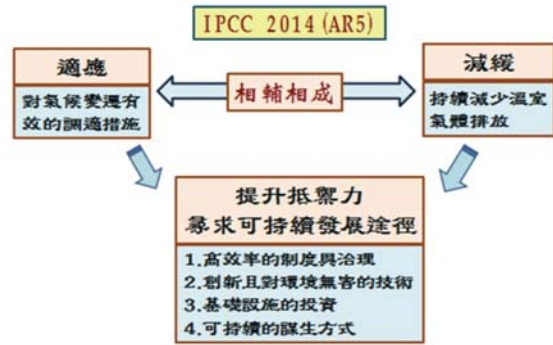 IPCC 2014(AR5)
適應
對氣候變遷有
效的調適措施
相輔相成
減緩
持續減少溫室
氣體排放
提升抵禦力
尋求可持續發展途徑
1.高效率的制度與治理
2.創新且對環境無害的技術
3.基礎設施的投資
4.可持續的謀生方式